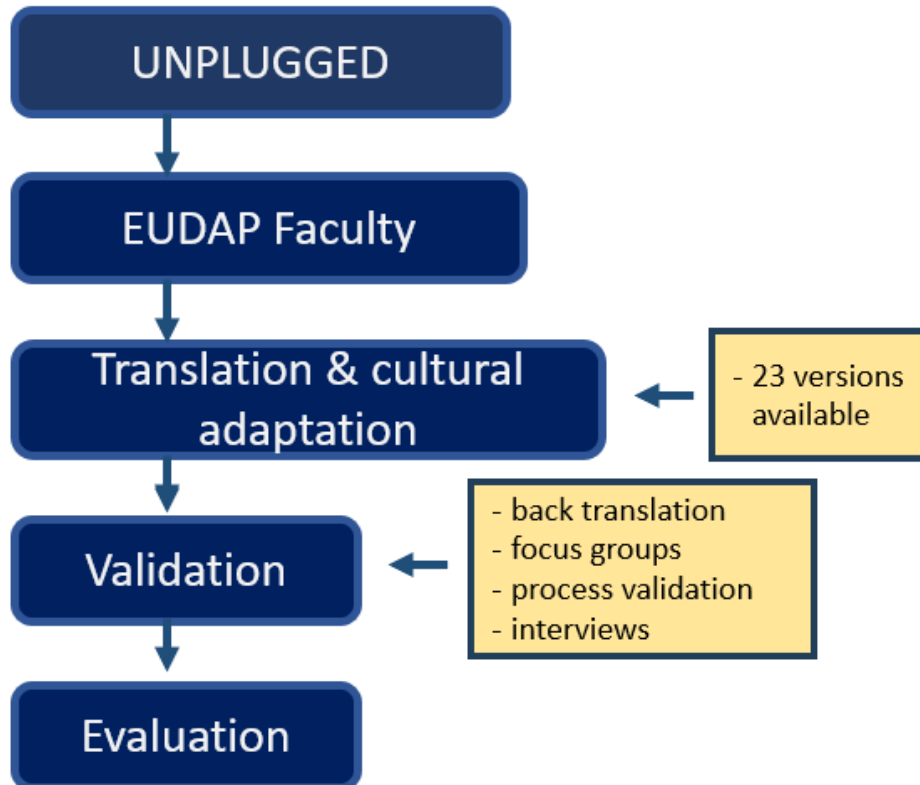 UNPLUGGED
EUDAP Faculty
Translation & cultural
adaptation
- 23 versions
available
Validation
- back translation
- focus groups
- process validation
- interviews
Evaluation